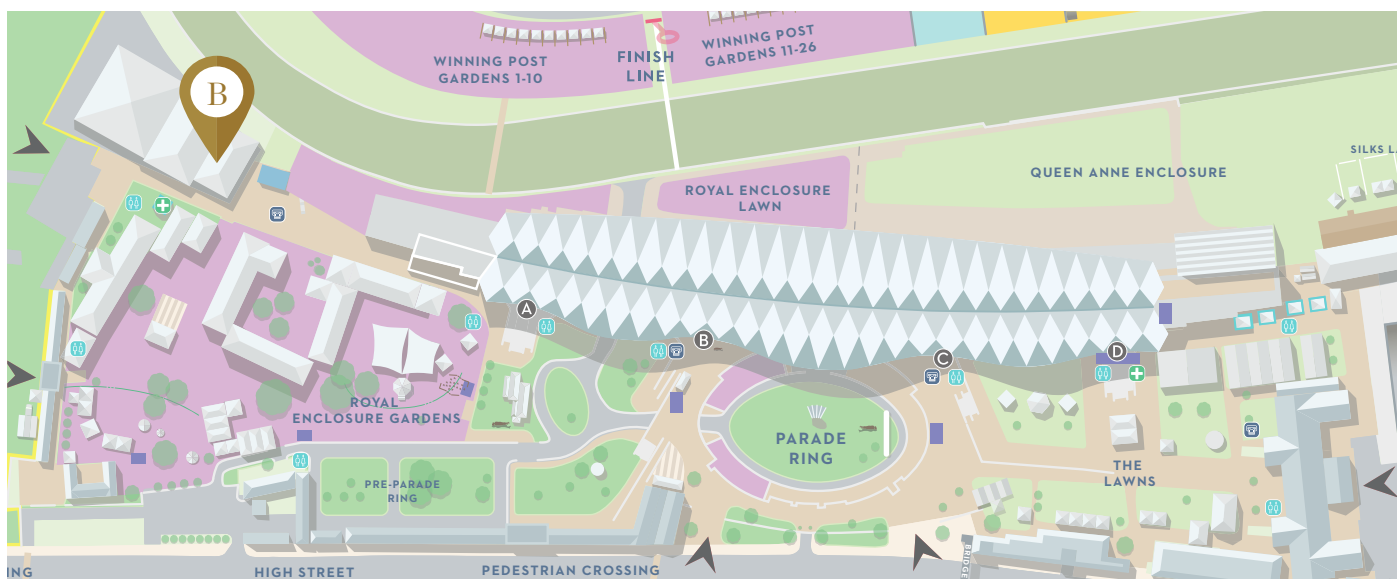 WINNING POST
GARDENS 1-10
FINISH
LINE
WINNING POST
GARDENS 11-26
B
SILKS
QUEEN ANNE ENCLOSURE
ROYAL ENCLOSURE
LAWN
A
B
C
D
ROYAL
ENCLOSURE GARDENS
PARADE
RING
THE
LAWNS
PRE-PARADE
RING
BRIDGE
ING
HIGH STREET
PEDESTRIAN CROSSING